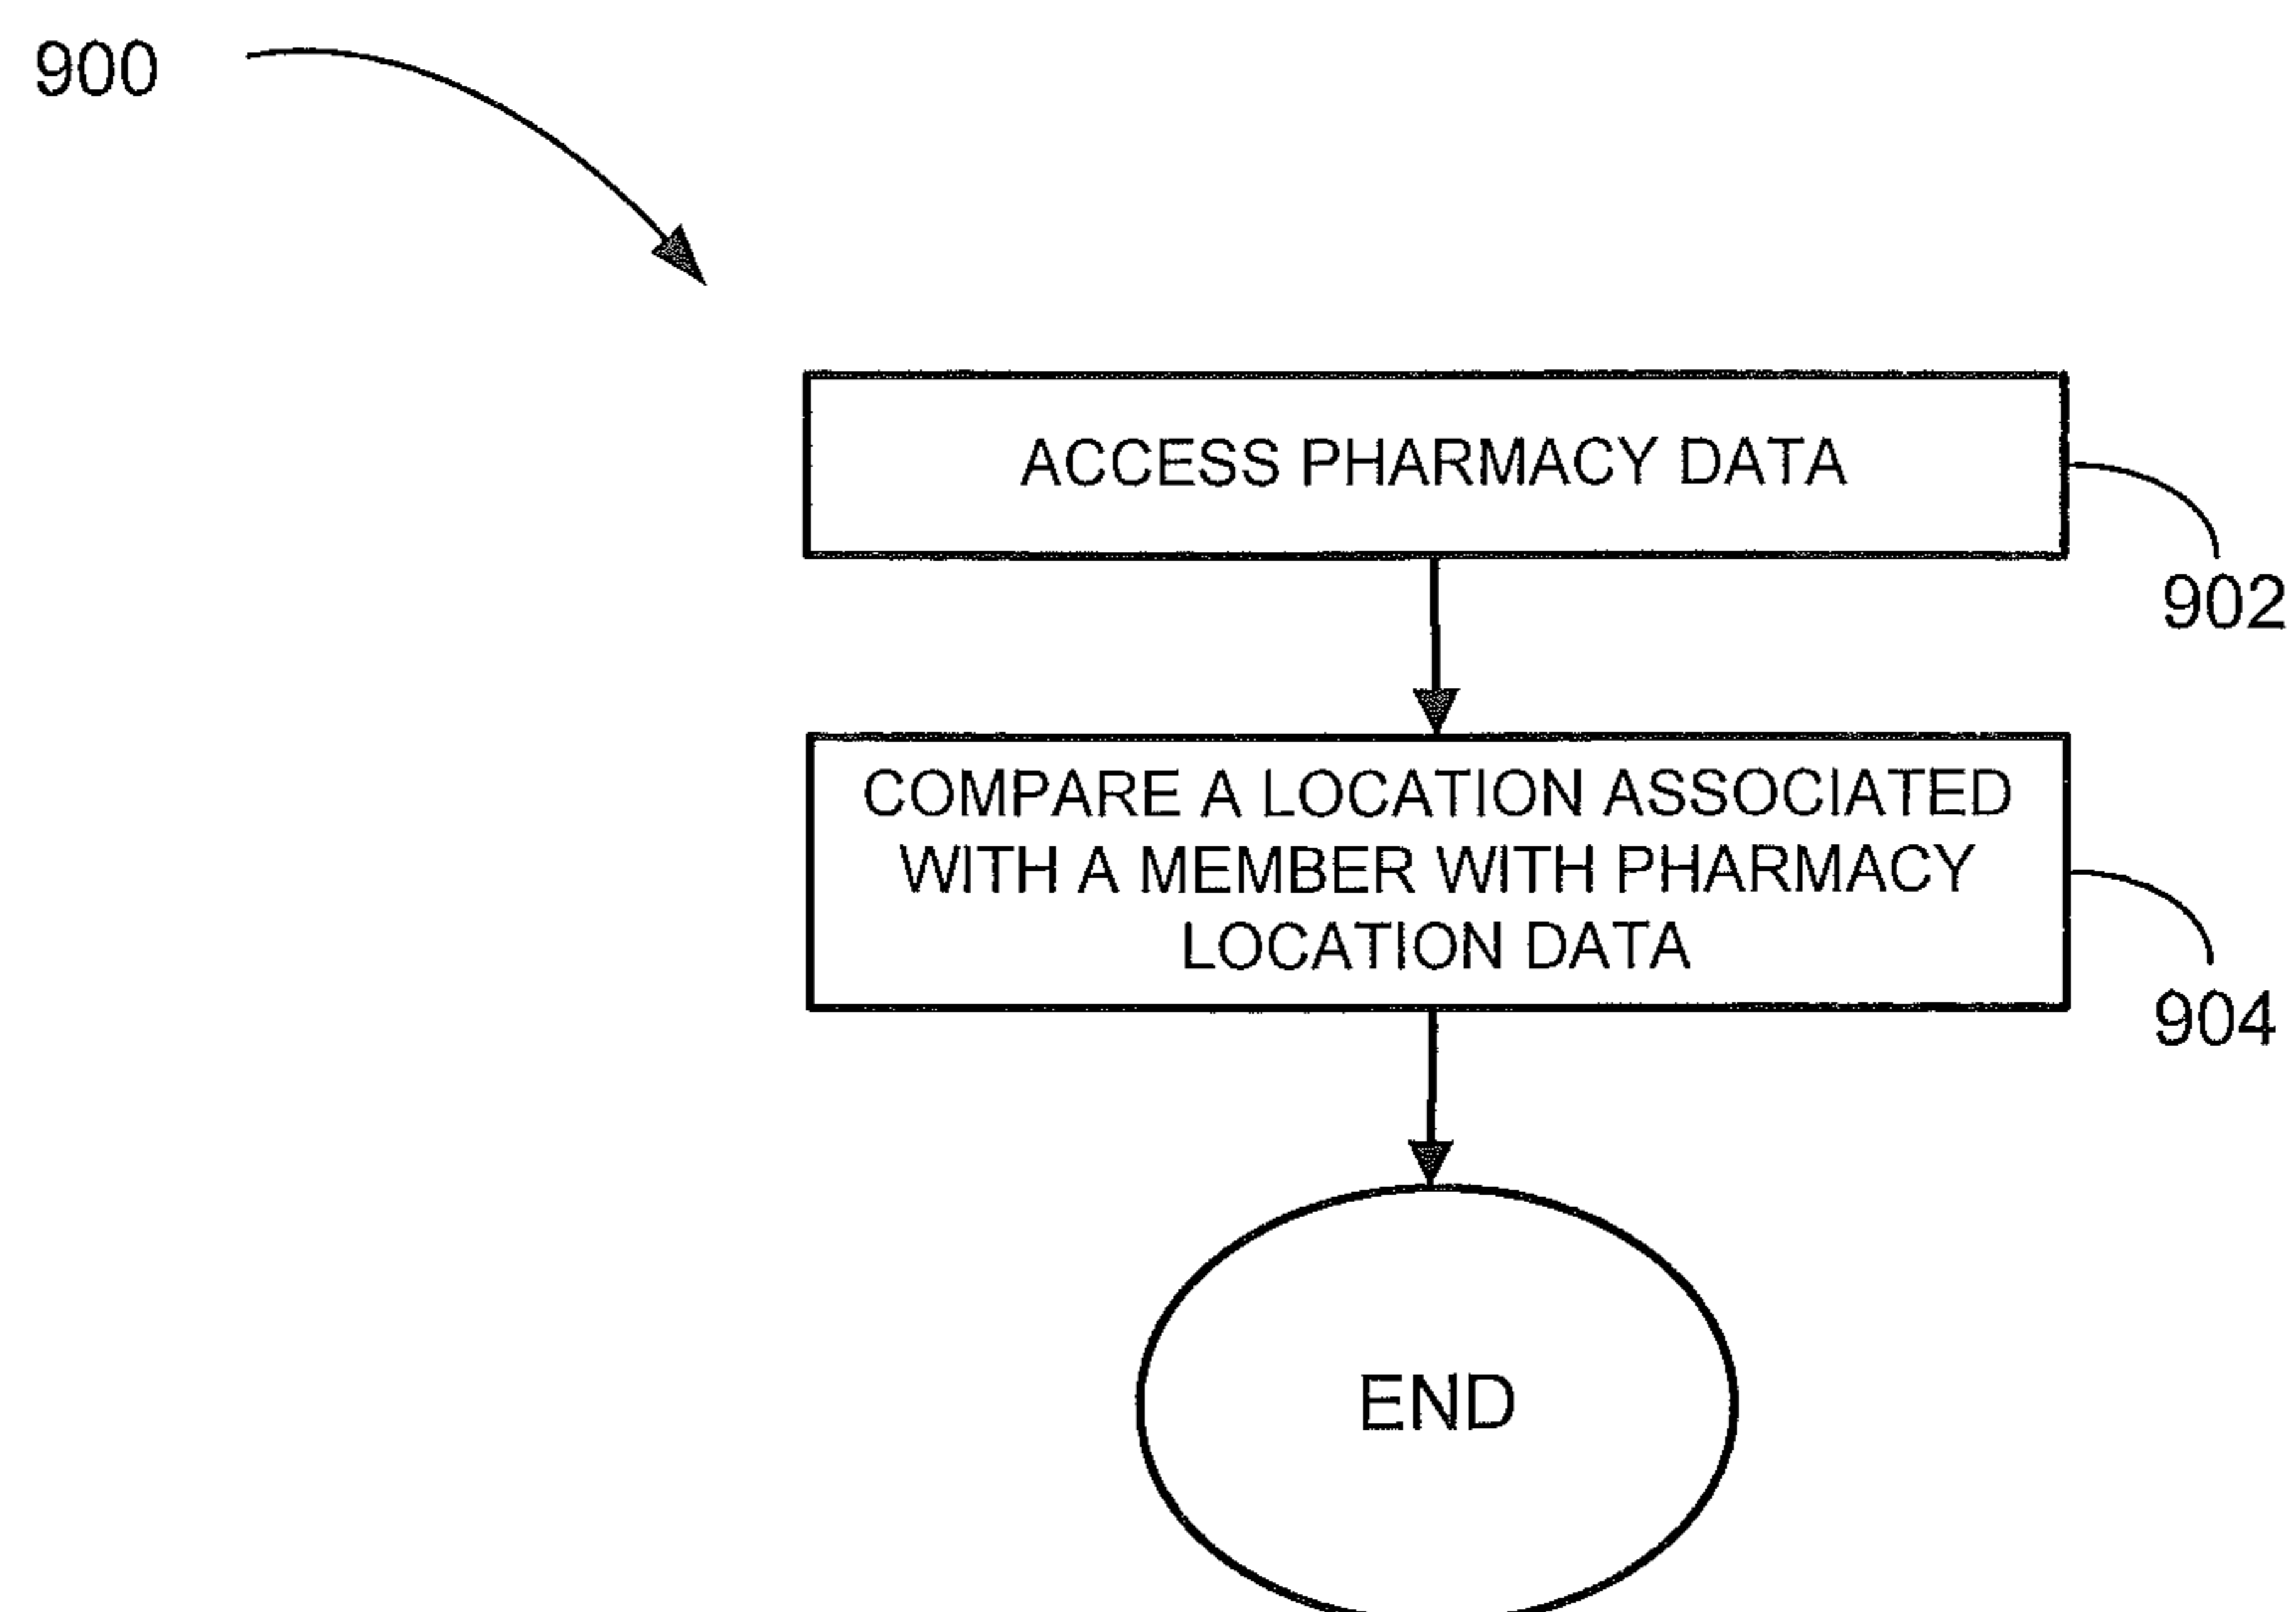 900
ACCESS PHARMACY DATA
902
COMPARE A LOCATION ASSOCIATED
WITH A MEMBER WITH PHARMACY
LOCATION DATA
904
END